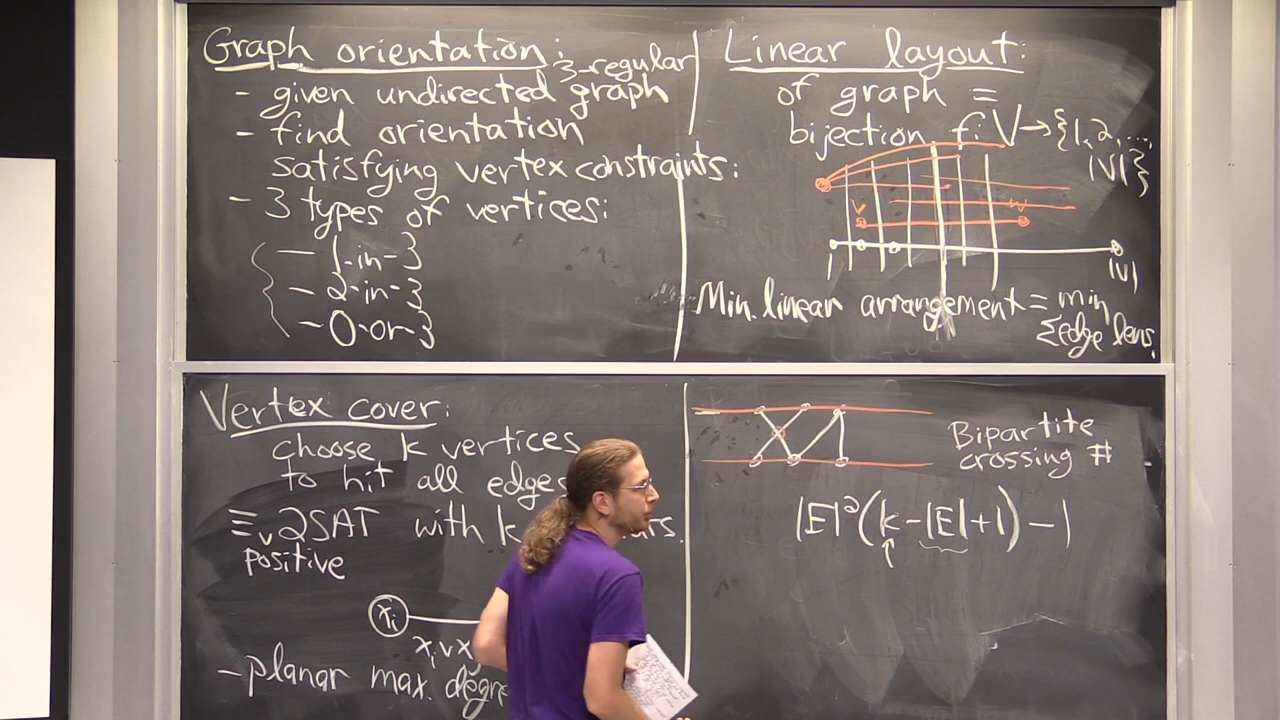 Graph orientation:
3-regular
- given undirected graph
- find orientation
satisfying vertex constraints:
- 3 types of vertices:
- 1-in-3
- 2-in-3
- 0-or-3
Linear layout:
of graph =
bijection f: V→{1,2,...,
|V|}
v w
1 |V|
Min. linear arrangement = min
Σedge lens.
Vertex cover:
choose k vertices
to hit all edges
≡ 2SAT with k
positive
xᵢ
xᵢ∨x
- planar max. degre
Bipartite
crossing #
|E|²(k-|E|+1)-1